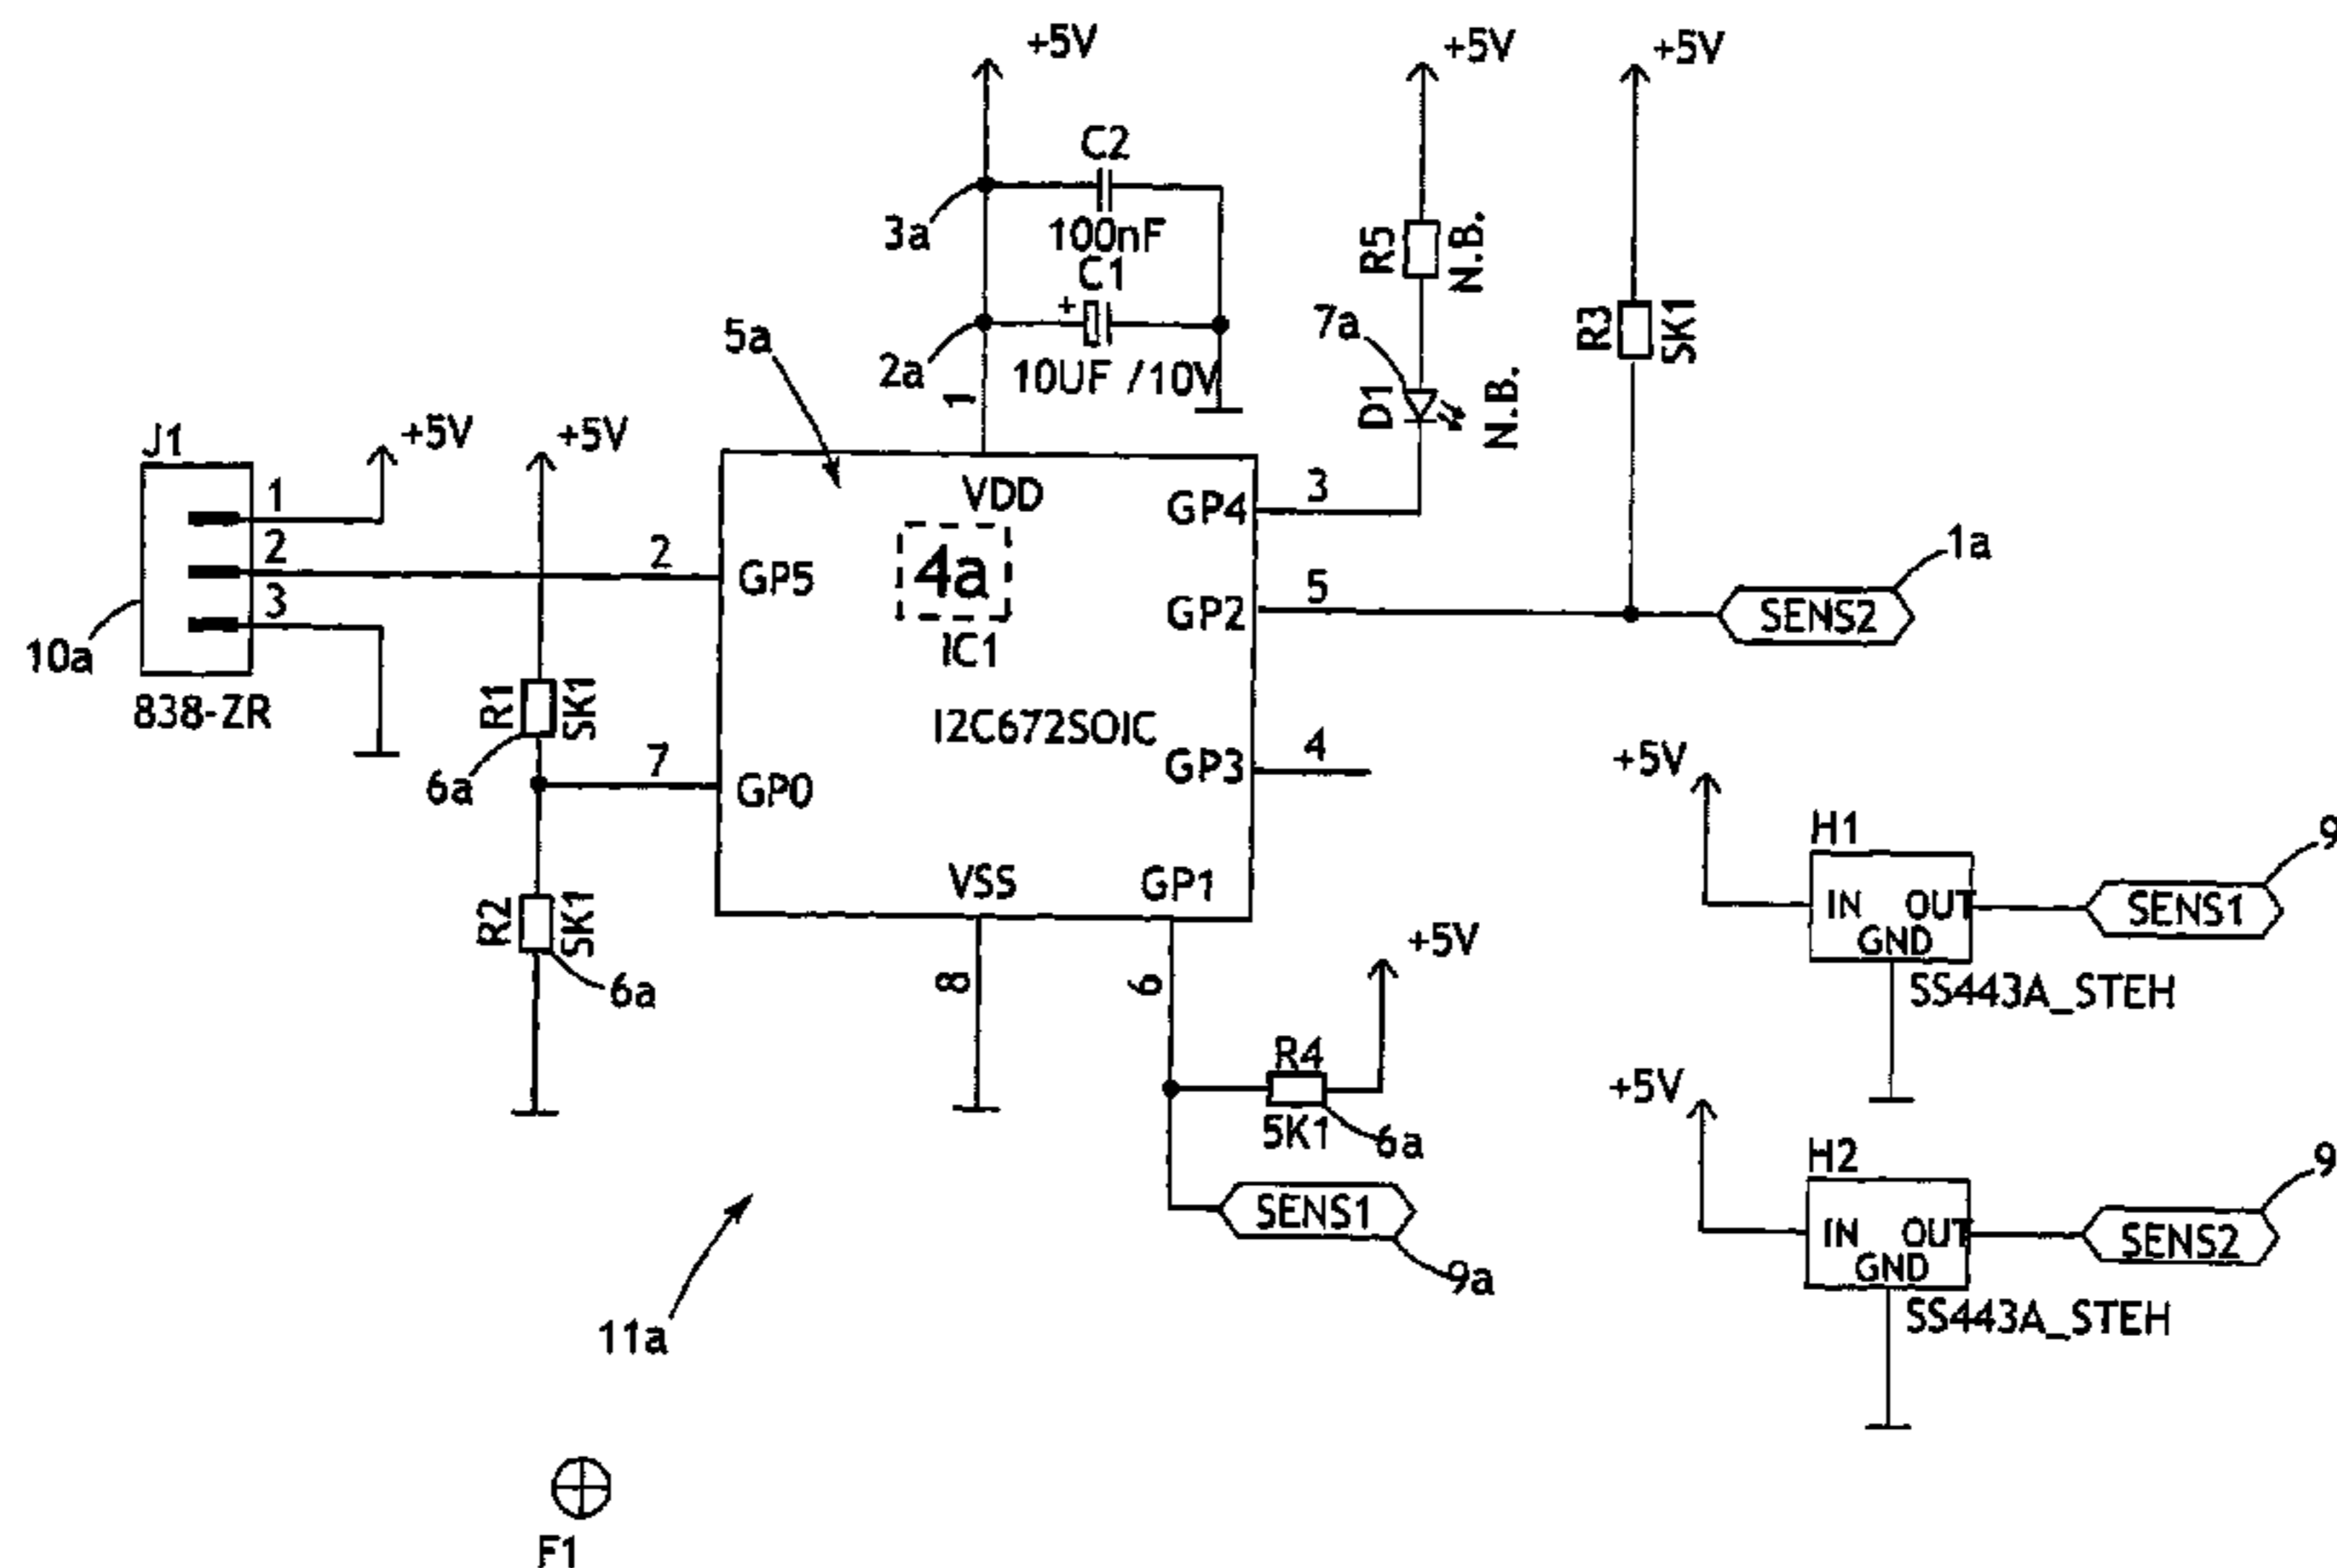 +5V
+5V
+5V
C2
3a
100nF
C1
+
2a
10UF /10V
1
R5
N.B.
7a
D1
N.B.
R3
SK1
5a
J1
+5V
+5V
1
2
3
10a
838-ZR
2
GP5
VDD
4a
IC1
I2C672SOIC
GP4
3
GP2
5
SENS2
1a
GP3
4
R1
SK1
6a
7
GP0
R2
5K1
6a
VSS
GP1
8
6
+5V
R4
5K1
6a
SENS1
9a
11a
+5V
H1
IN
OUT
GND
SENS1
9
SS443A_STEH
+5V
H2
IN
OUT
GND
SENS2
9
SS443A_STEH
F1